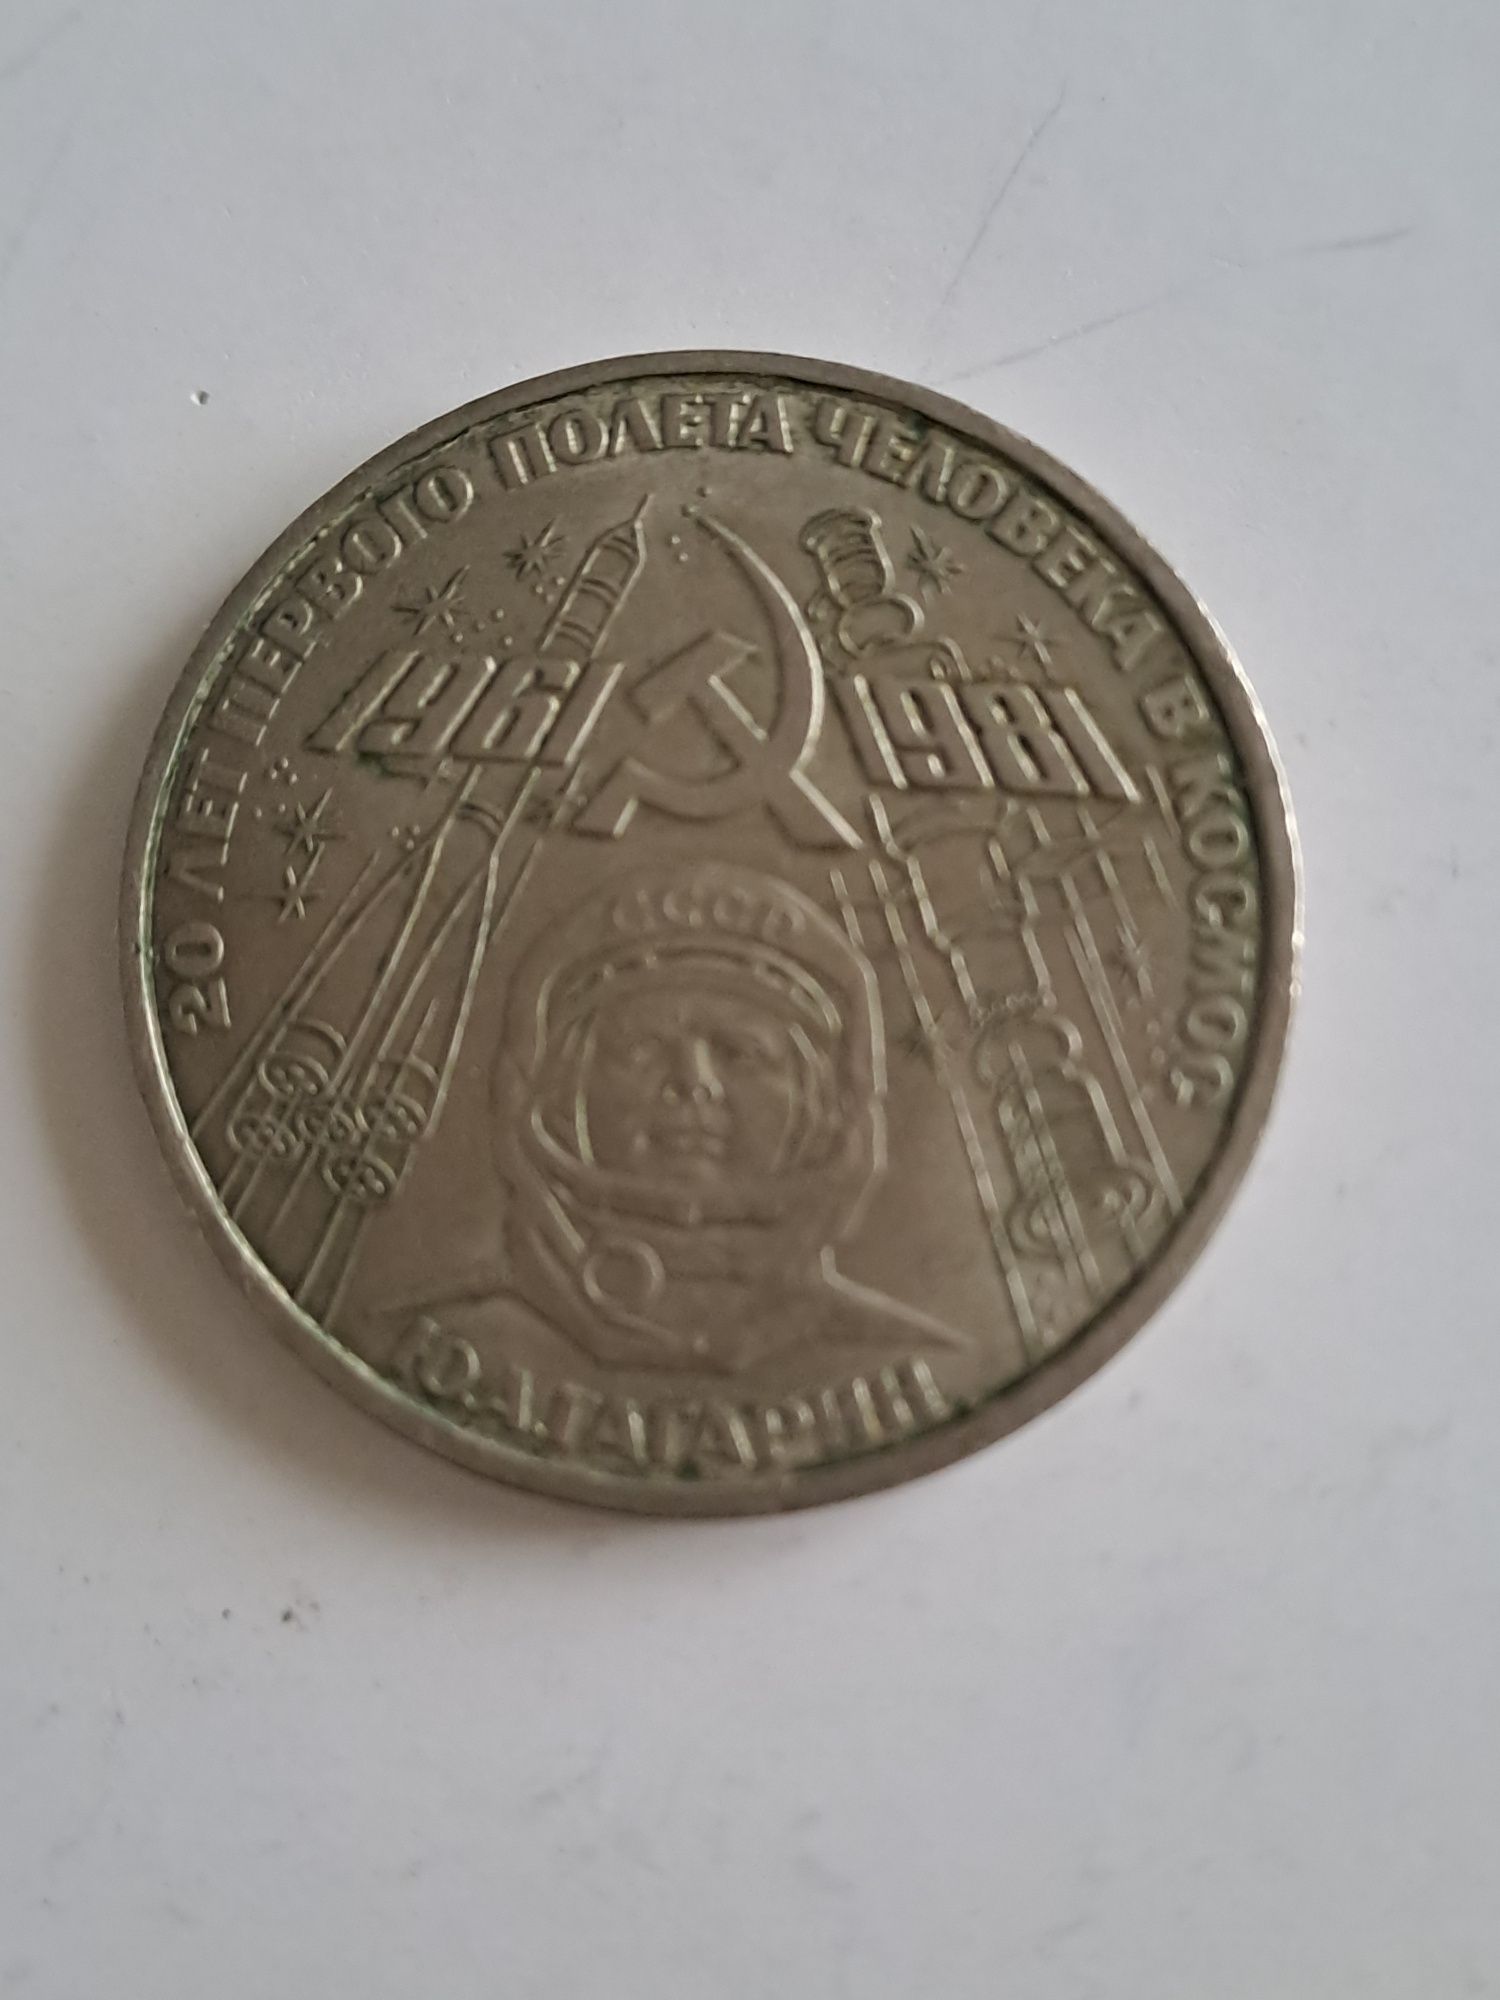 20 ЛЕТ ПЕРВОГО ПОЛЕТА ЧЕЛОВЕКА В КОСМОС
1961
1981
СССР
Ю.А.ГАГАРИН